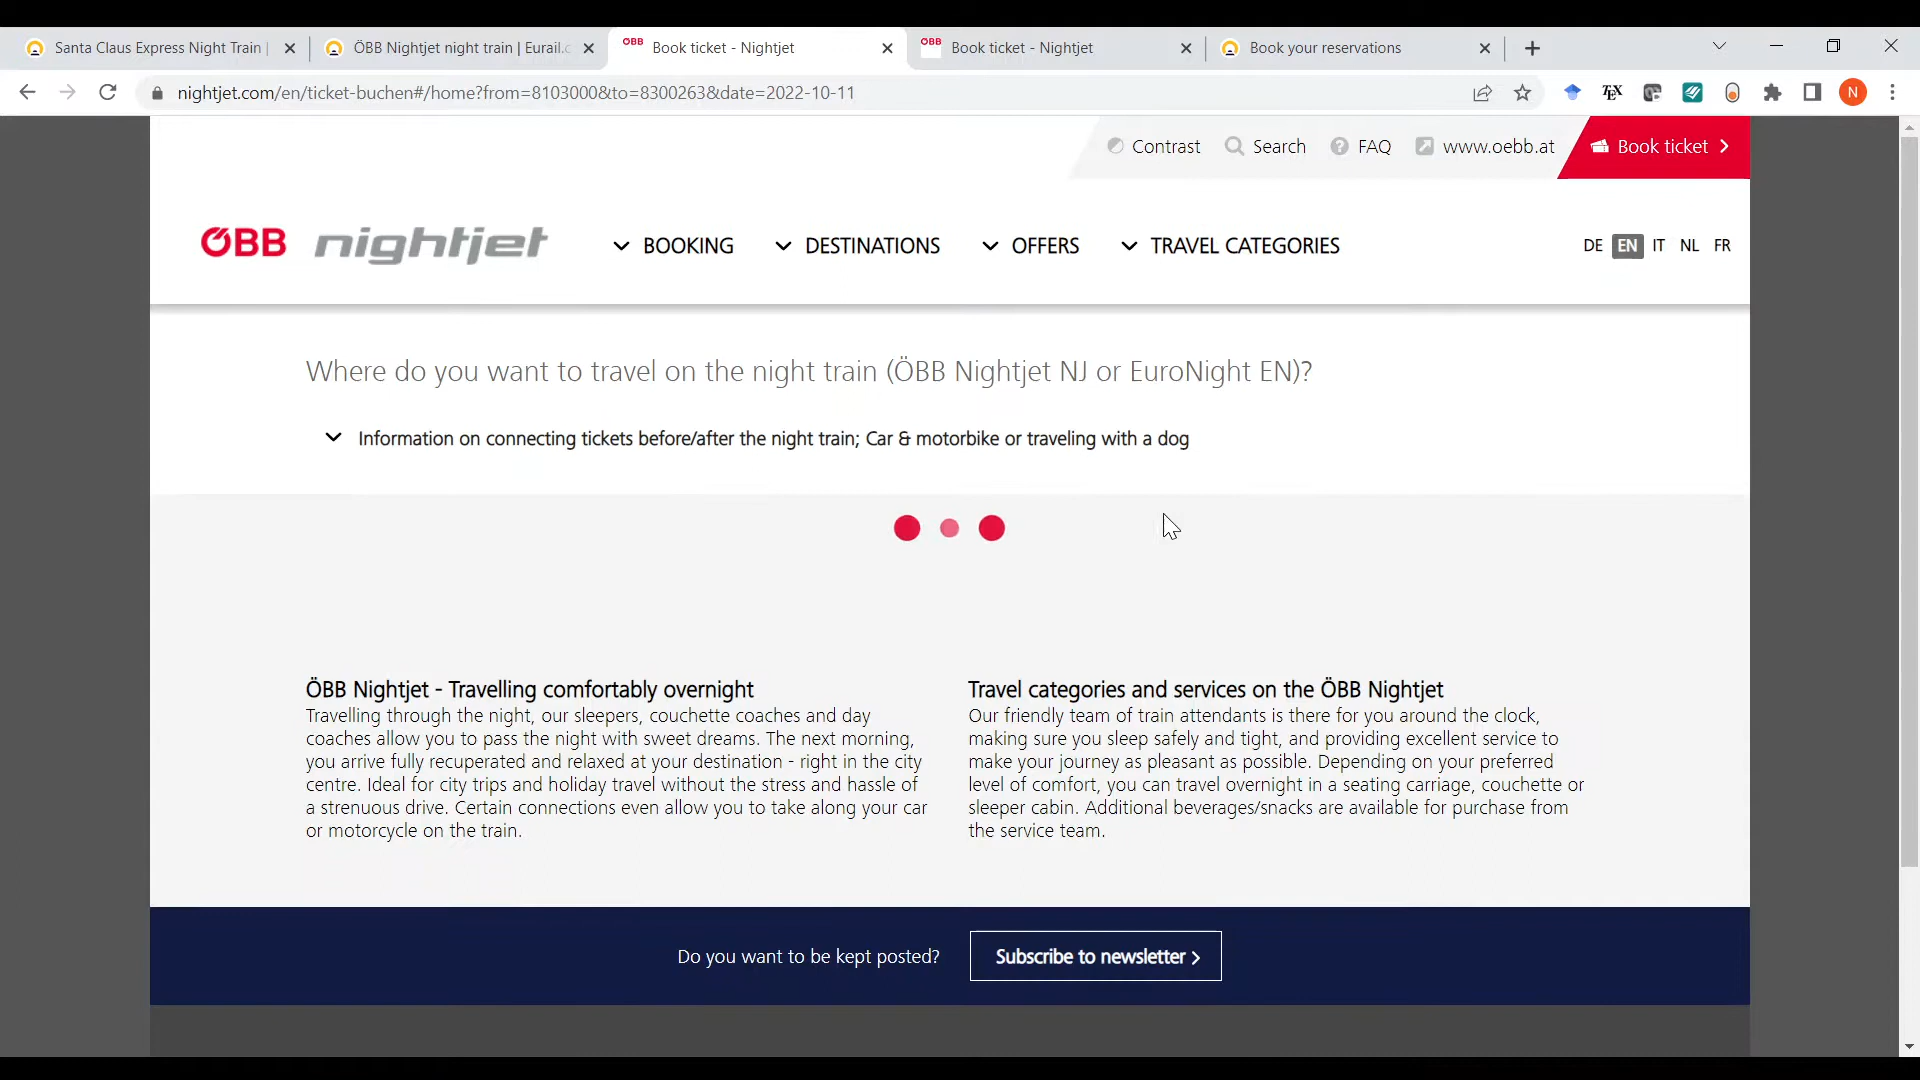 Santa Claus Express Night Train |
ÖBB Nightjet night train | Eurail.c
ÖBB
Book ticket - Nightjet
ÖBB
Book ticket - Nightjet
Book your reservations
nightjet.com/en/ticket-buchen#/home?from=8103000&to=8300263&date=2022-10-11
N
Contrast
Search
FAQ
www.oebb.at
Book ticket
ÖBB nightjet
BOOKING
DESTINATIONS
OFFERS
TRAVEL CATEGORIES
DE EN IT NL FR
Where do you want to travel on the night train (ÖBB Nightjet NJ or EuroNight EN)?
Information on connecting tickets before/after the night train; Car & motorbike or traveling with a dog
ÖBB Nightjet - Travelling comfortably overnight
Travelling through the night, our sleepers, couchette coaches and day
coaches allow you to pass the night with sweet dreams. The next morning,
you arrive fully recuperated and relaxed at your destination - right in the city
centre. Ideal for city trips and holiday travel without the stress and hassle of
a strenuous drive. Certain connections even allow you to take along your car
or motorcycle on the train.
Travel categories and services on the ÖBB Nightjet
Our friendly team of train attendants is there for you around the clock,
making sure you sleep safely and tight, and providing excellent service to
make your journey as pleasant as possible. Depending on your preferred
level of comfort, you can travel overnight in a seating carriage, couchette or
sleeper cabin. Additional beverages/snacks are available for purchase from
the service team.
Do you want to be kept posted?
Subscribe to newsletter